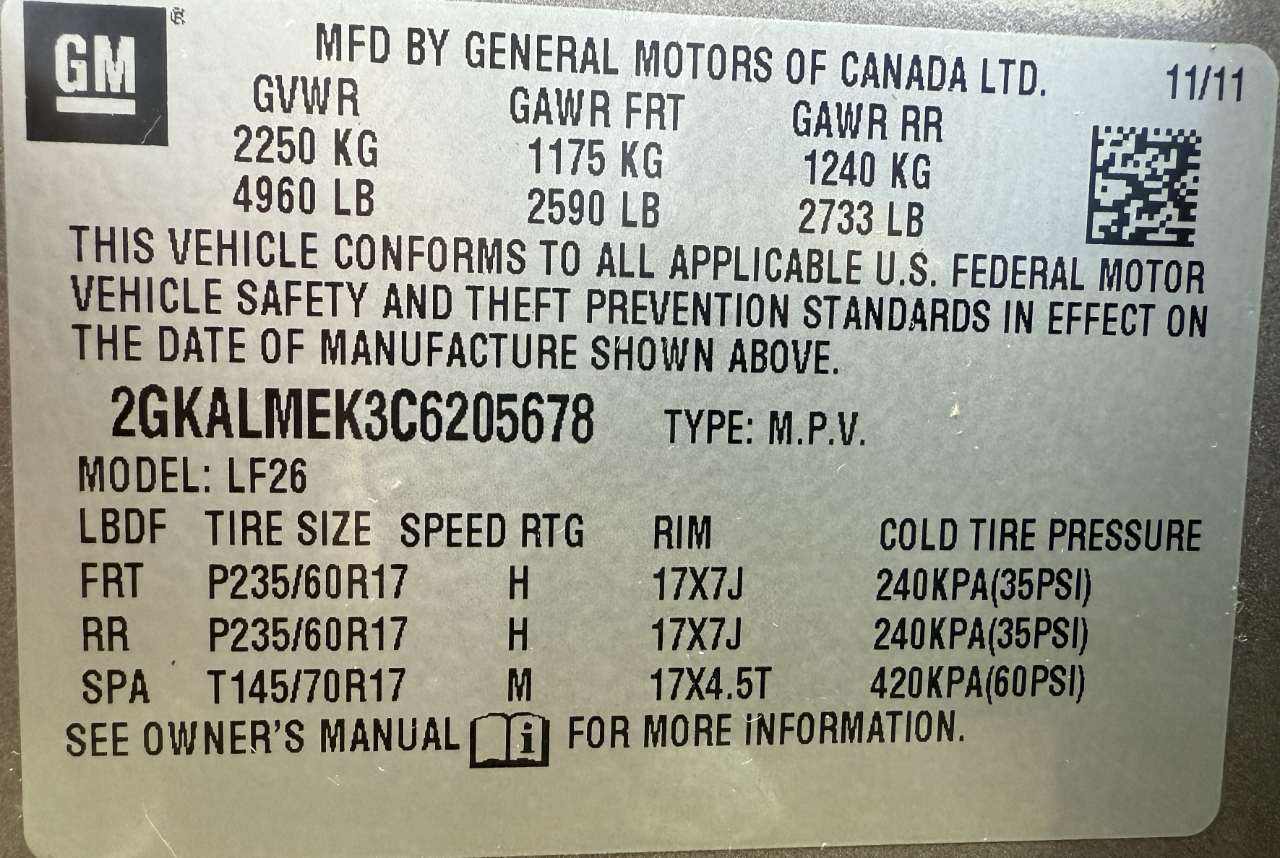 GM
MFD BY GENERAL MOTORS OF CANADA LTD. 11/11
GVWR GAWR FRT GAWR RR
2250 KG 1175 KG 1240 KG
4960 LB 2590 LB 2733 LB
THIS VEHICLE CONFORMS TO ALL APPLICABLE U.S. FEDERAL MOTOR
VEHICLE SAFETY AND THEFT PREVENTION STANDARDS IN EFFECT ON
THE DATE OF MANUFACTURE SHOWN ABOVE.
2GKALMEK3C6205678 TYPE: M.P.V.
MODEL: LF26
LBDF TIRE SIZE SPEED RTG RIM COLD TIRE PRESSURE
FRT P235/60R17 H 17X7J 240KPA(35PSI)
RR P235/60R17 H 17X7J 240KPA(35PSI)
SPA T145/70R17 M 17X4.5T 420KPA(60PSI)
SEE OWNER'S MANUAL i FOR MORE INFORMATION.